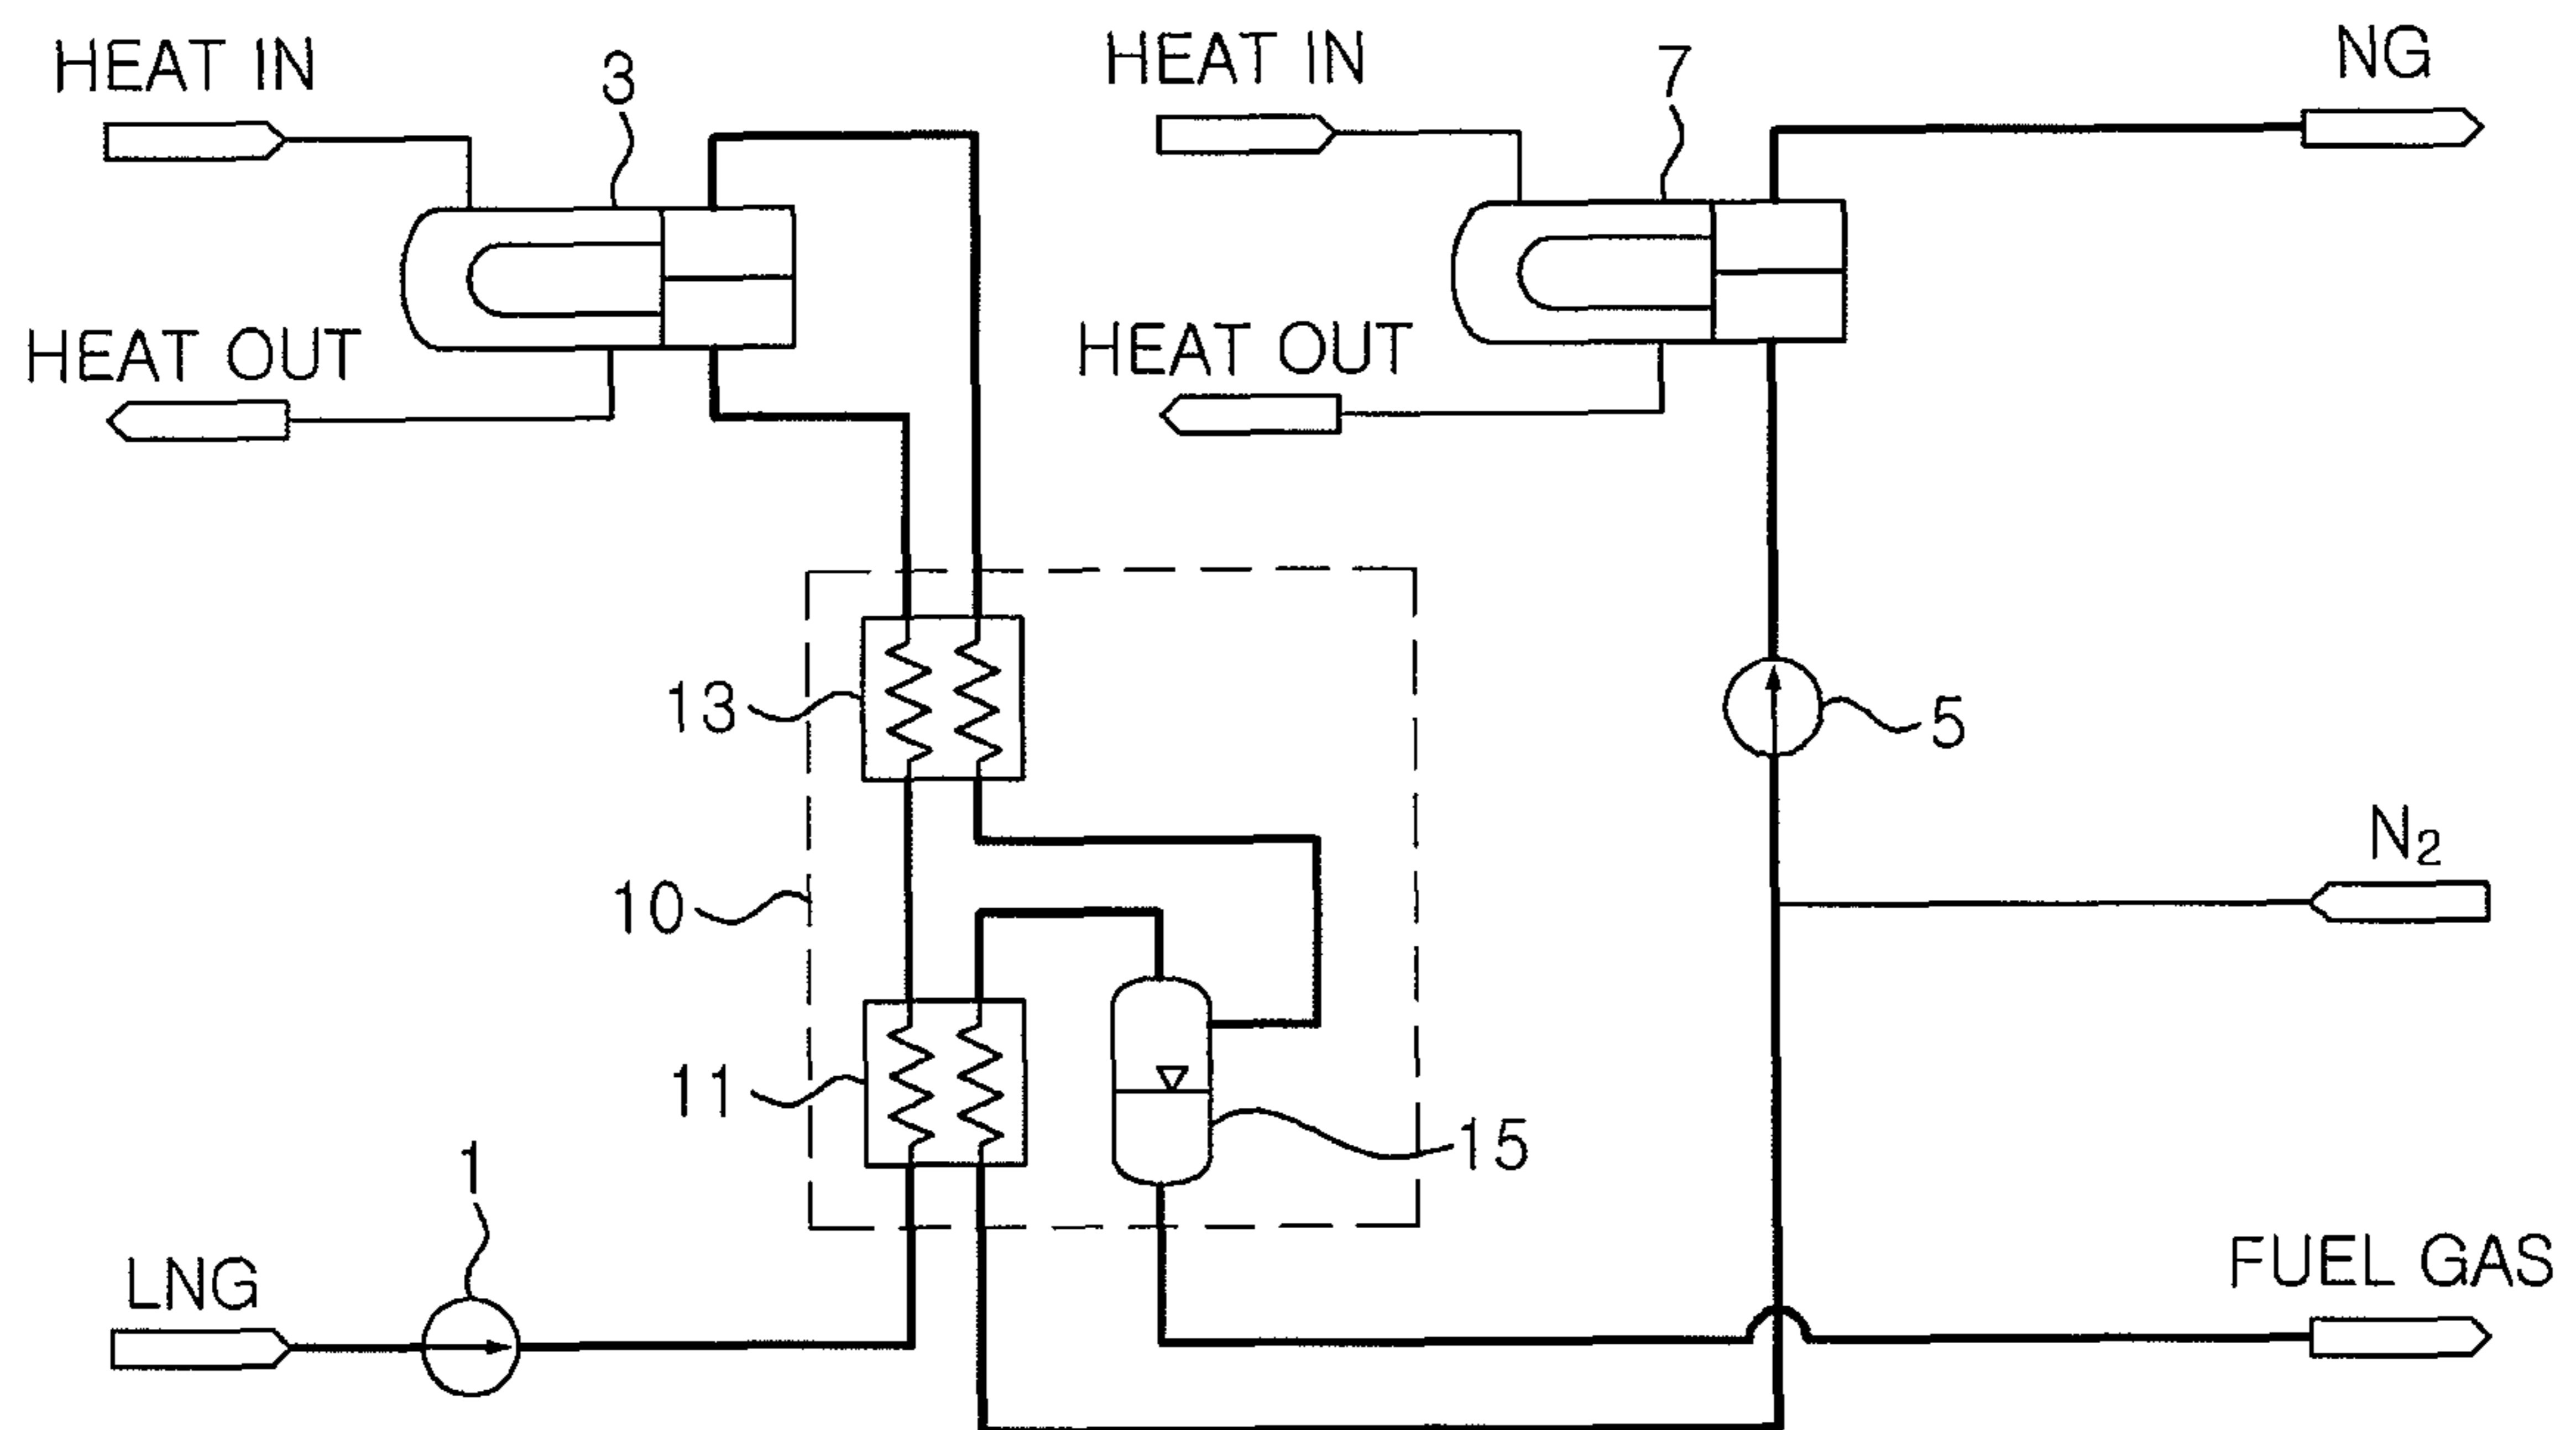 HEAT IN
3
HEAT IN
7
NG
HEAT OUT
HEAT OUT
13
5
10
N₂
11
15
1
LNG
FUEL GAS